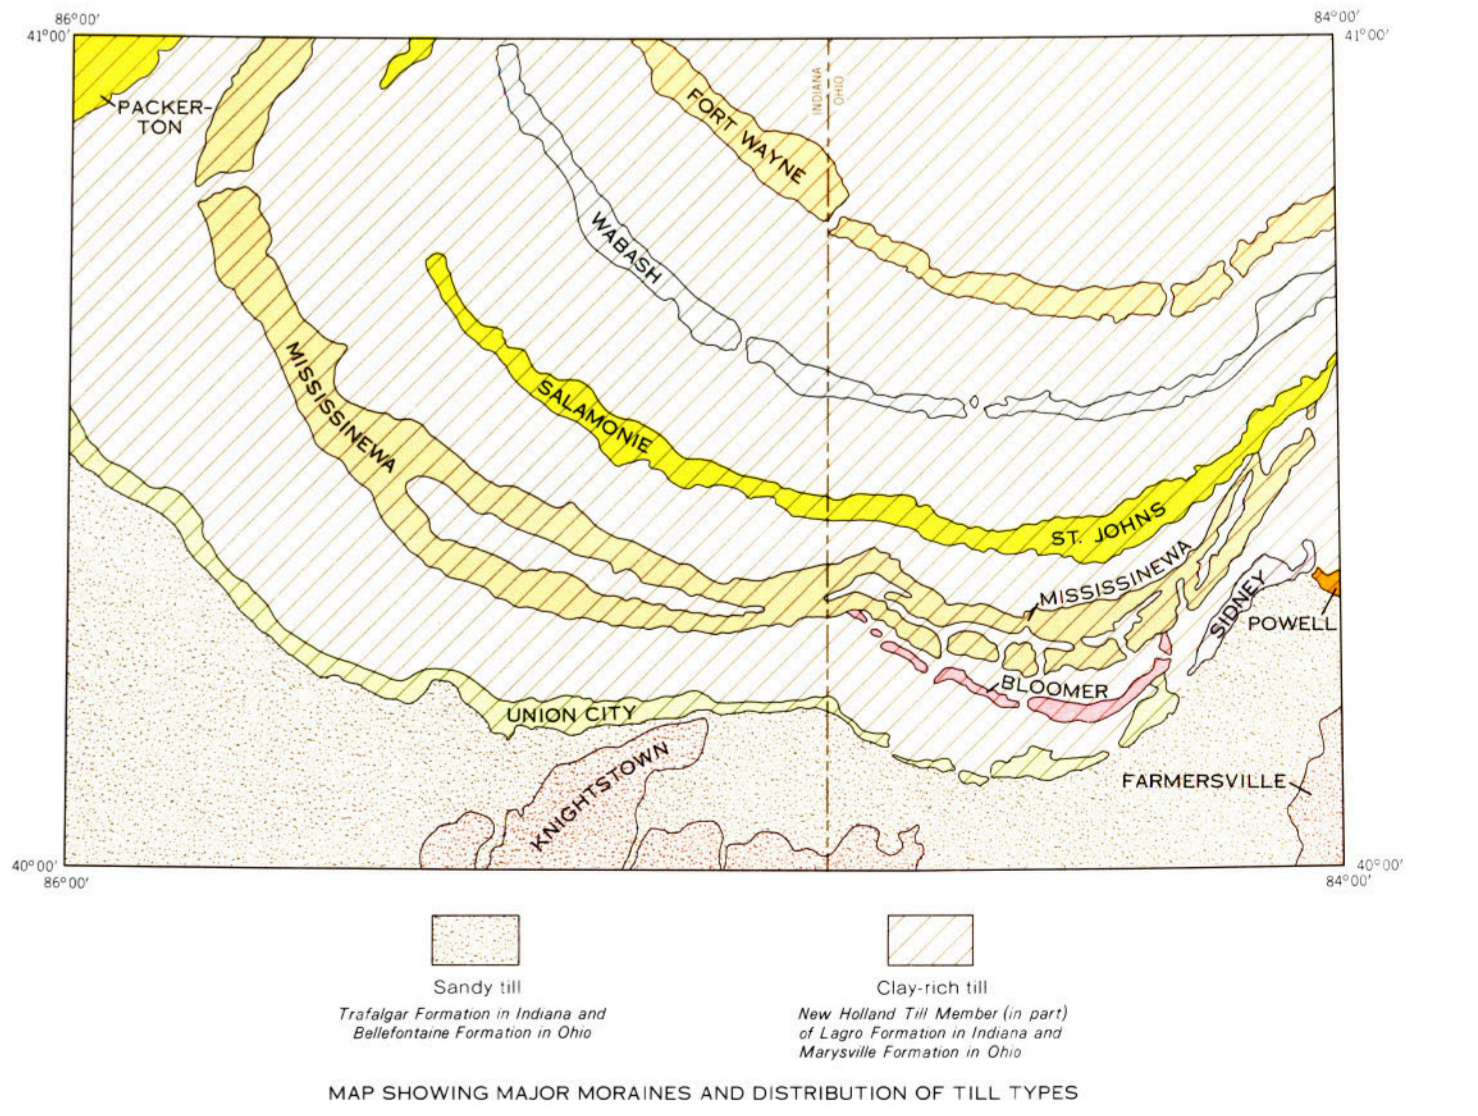 86°00'
84°00'
41°00'
41°00'
PACKER-
TON
INDIANA
OHIO
FORT WAYNE
WABASH
MISSISSINEWA
SALAMONIE
ST. JOHNS
MISSISSINEWA
SIDNEY
POWELL
BLOOMER
UNION CITY
KNIGHTSTOWN
FARMERSVILLE
40°00'
40°00'
86°00'
84°00'
Sandy till
Trafalgar Formation in Indiana and
Bellefontaine Formation in Ohio
Clay-rich till
New Holland Till Member (in part)
of Lagro Formation in Indiana and
Marysville Formation in Ohio
MAP SHOWING MAJOR MORAINES AND DISTRIBUTION OF TILL TYPES